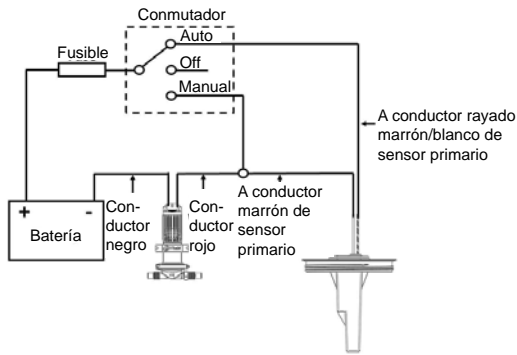 Conmutador
Fusible
Auto
Off
Manual
A conductor rayado
marrón/blanco de
sensor primario
+ -
Batería
Con-
ductor
negro
Con-
ductor
rojo
A conductor
marrón de
sensor
primario